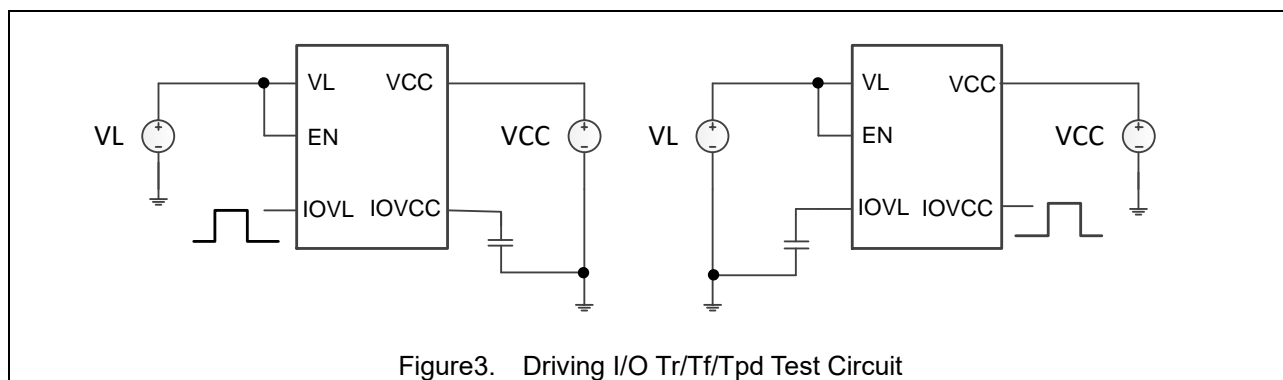 VL VCC
EN
VL + - VCC + -
IOVL IOVCC
VL VCC
EN
VL + - VCC + -
IOVL IOVCC
Figure3. Driving I/O Tr/Tf/Tpd Test Circuit